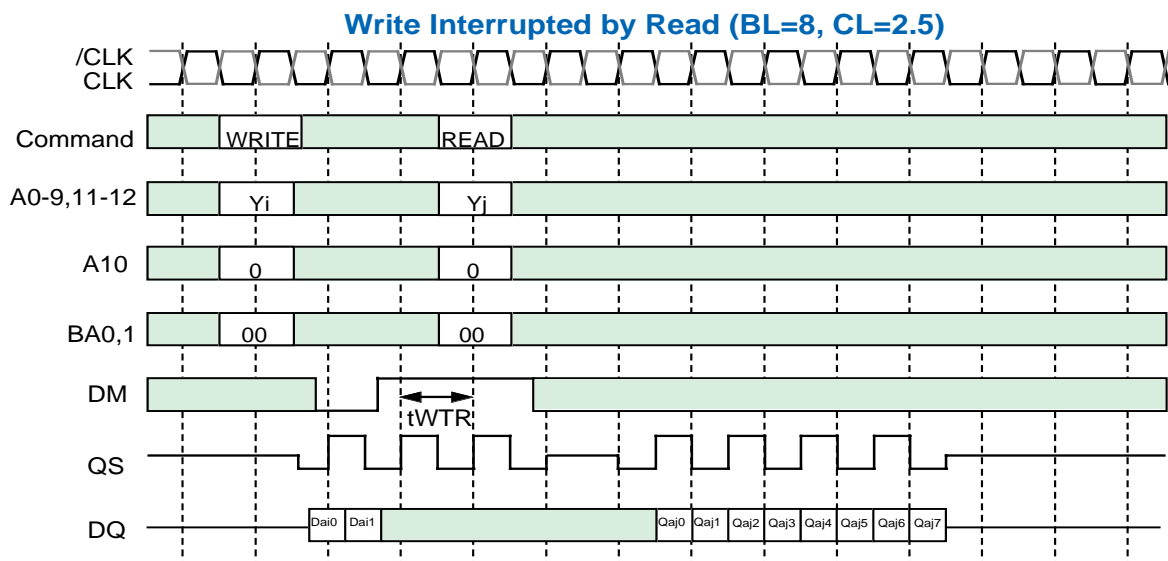 Write Interrupted by Read (BL=8, CL=2.5)
/CLK
CLK
Command WRITE READ
A0-9,11-12 Yi Yj
A10 0 0
BA0,1 00 00
DM
tWTR
QS
DQ Dai0 Dai1 Qaj0 Qaj1 Qaj2 Qaj3 Qaj4 Qaj5 Qaj6 Qaj7